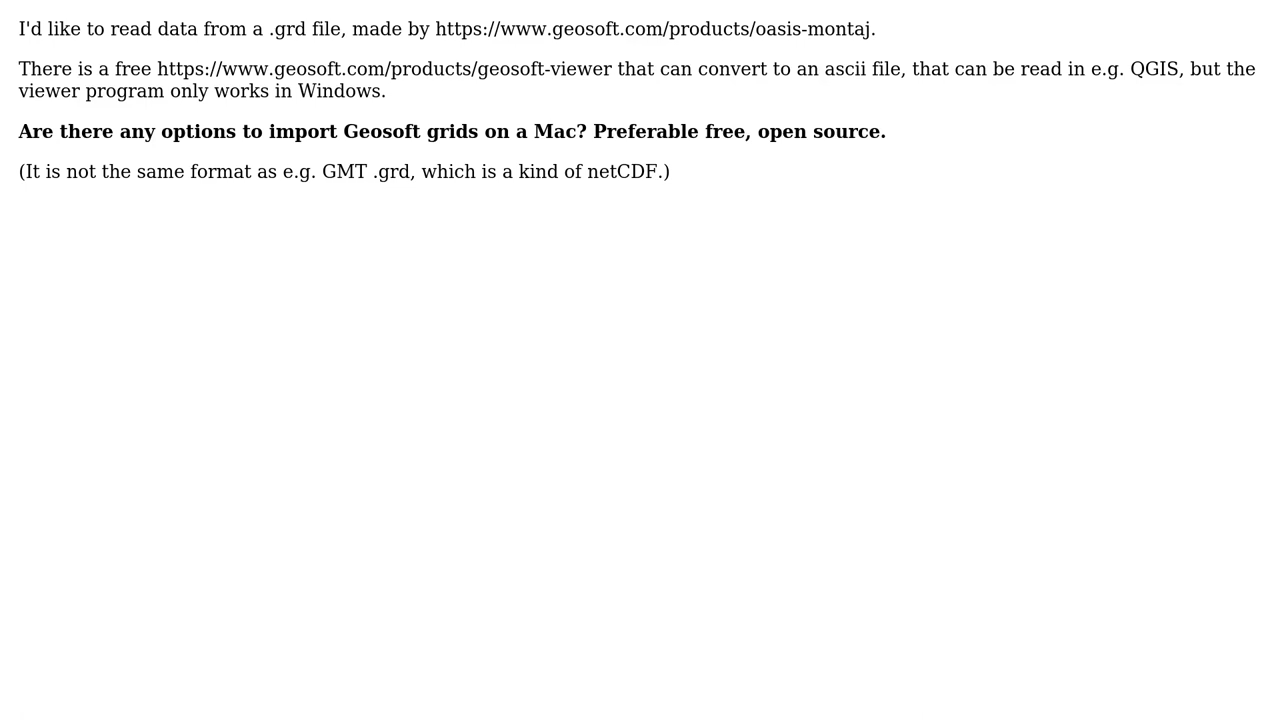 I'd like to read data from a .grd file, made by https://www.geosoft.com/products/oasis-montaj.
There is a free https://www.geosoft.com/products/geosoft-viewer that can convert to an ascii file, that can be read in e.g. QGIS, but the
viewer program only works in Windows.
Are there any options to import Geosoft grids on a Mac? Preferable free, open source.
(It is not the same format as e.g. GMT .grd, which is a kind of netCDF.)